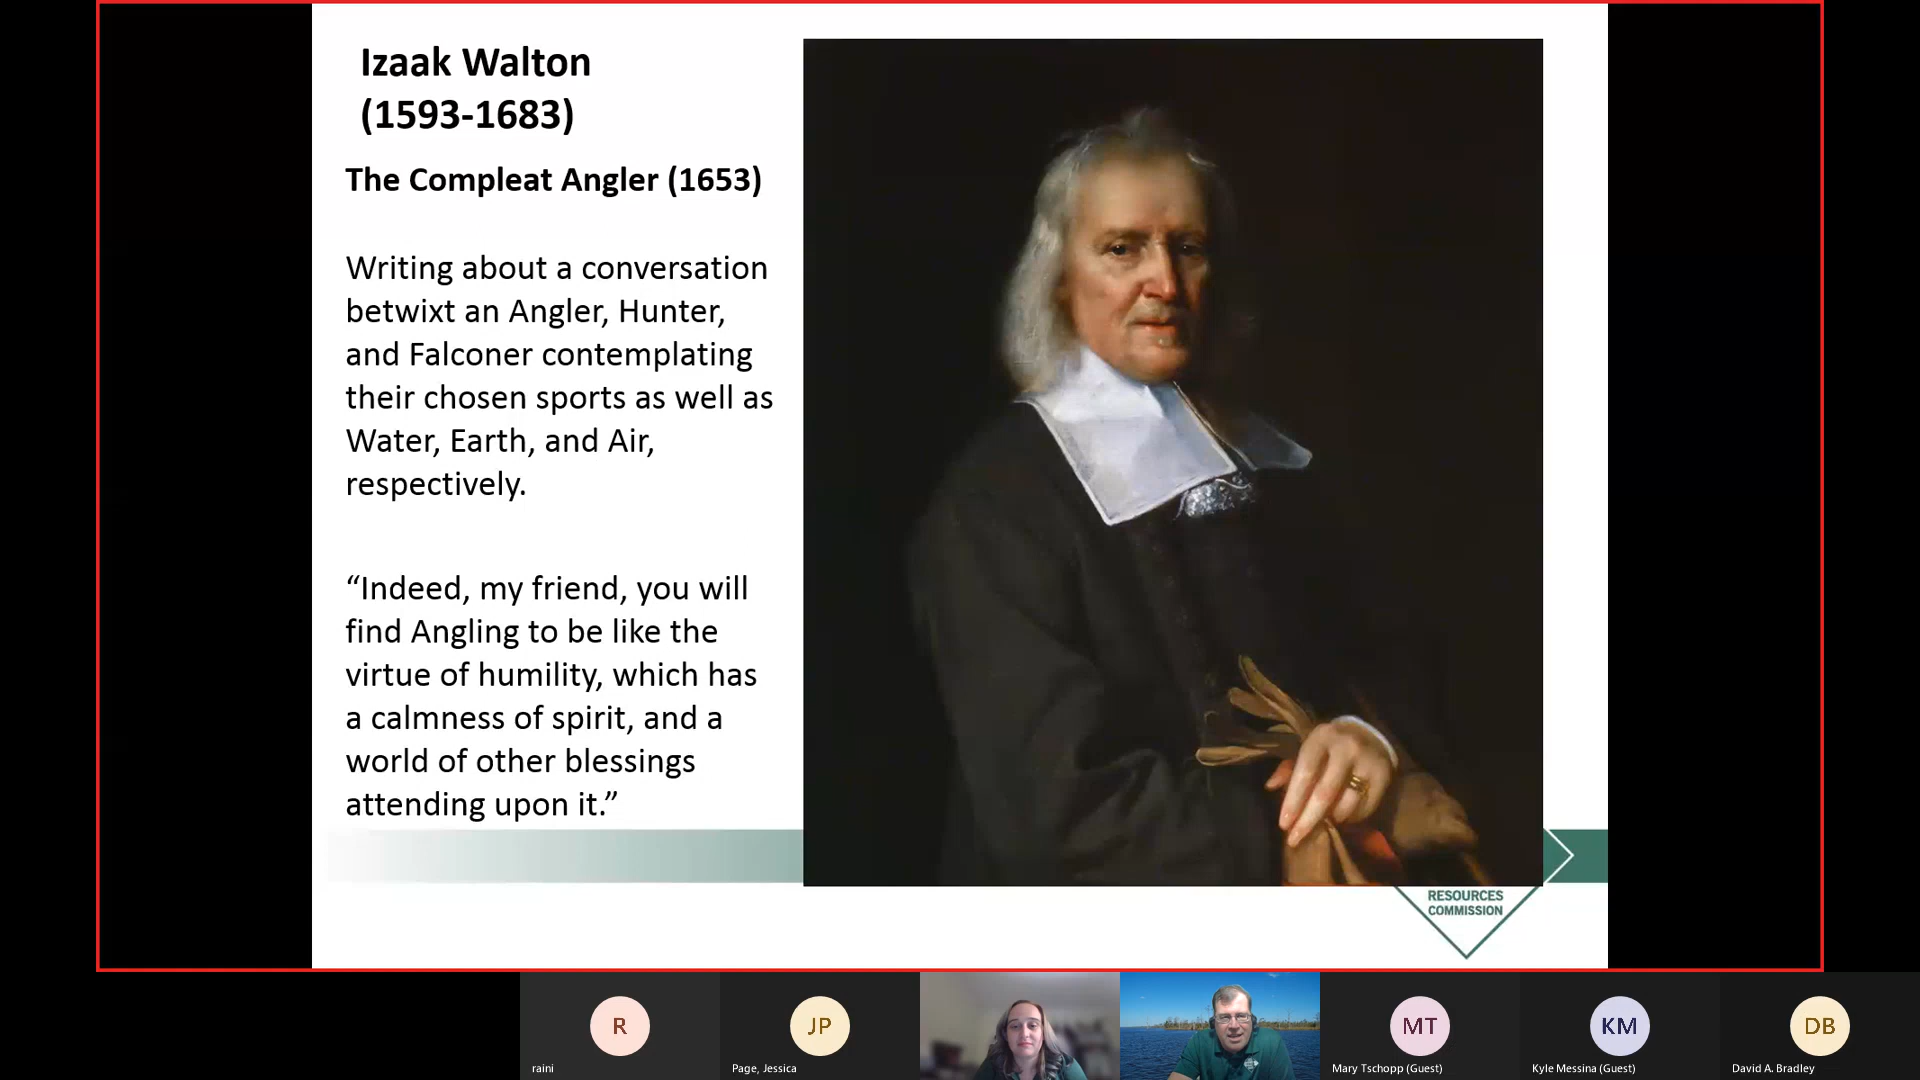 Izaak Walton
(1593-1683)
The Compleat Angler (1653)
Writing about a conversation
betwixt an Angler, Hunter,
and Falconer contemplating
their chosen sports as well as
Water, Earth, and Air,
respectively.
“Indeed, my friend, you will
find Angling to be like the
virtue of humility, which has
a calmness of spirit, and a
world of other blessings
attending upon it.”
RESOURCES
COMMISSION
R
JP
MT
KM
DB
raini
Page, Jessica
Mary Tschopp (Guest)
Kyle Messina (Guest)
David A. Bradley